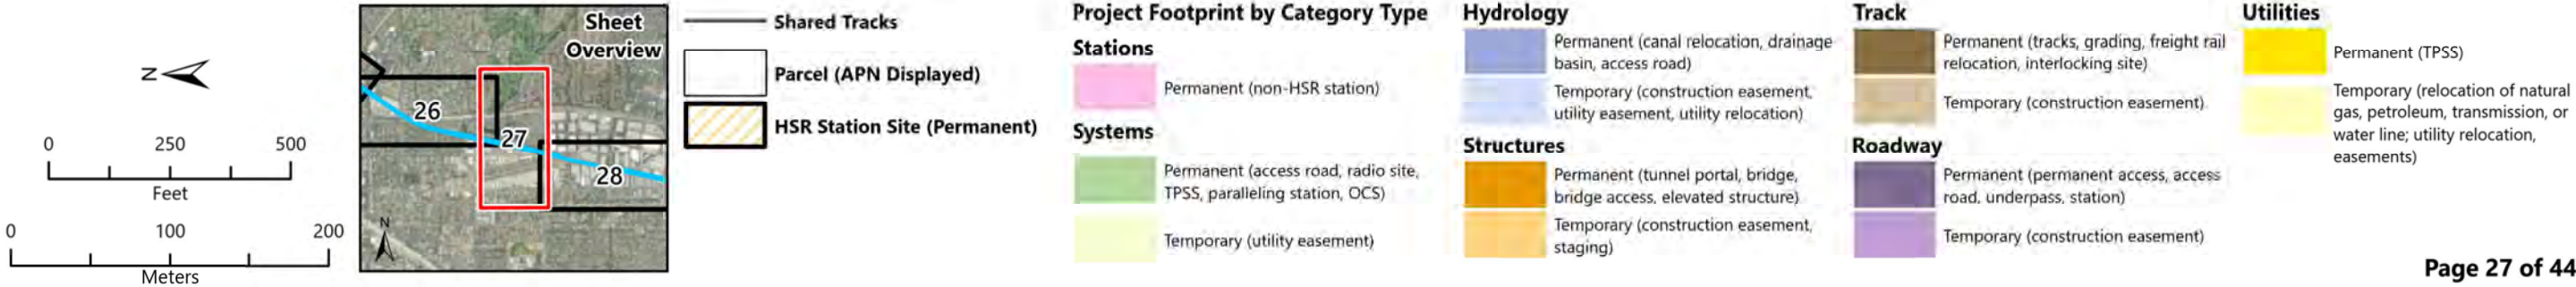 N
0 250 500
Feet
0 100 200
Meters
Sheet
Overview
26
27
28
N
Shared Tracks
Parcel (APN Displayed)
HSR Station Site (Permanent)
Project Footprint by Category Type
Stations
Permanent (non-HSR station)
Systems
Permanent (access road, radio site,
TPSS, paralleling station, OCS)
Temporary (utility easement)
Hydrology
Permanent (canal relocation, drainage
basin, access road)
Temporary (construction easement,
utility easement, utility relocation)
Structures
Permanent (tunnel portal, bridge,
bridge access, elevated structure)
Temporary (construction easement,
staging)
Track
Permanent (tracks, grading, freight rail
relocation, interlocking site)
Temporary (construction easement)
Roadway
Permanent (permanent access, access
road, underpass, station)
Temporary (construction easement)
Utilities
Permanent (TPSS)
Temporary (relocation of natural
gas, petroleum, transmission, or
water line; utility relocation,
easements)
Page 27 of 44